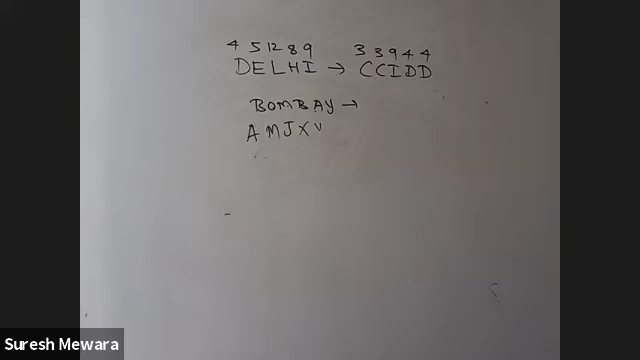 4 5 12 8 9 3 3 9 4 4
DELHI → CCIDD
BOMBAY →
AMJXV
Suresh Mewara